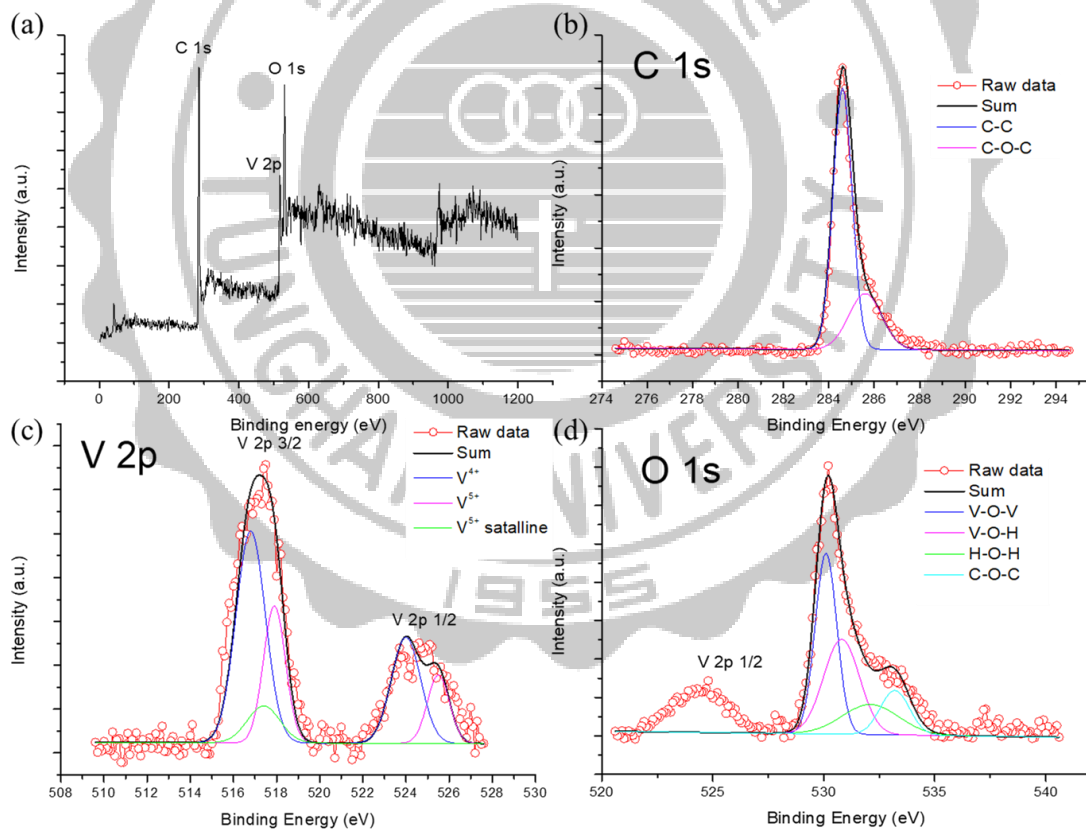 (a)
C 1s
O 1s
V 2p
Intensity (a.u.)
0 200 400 600 800 1000 1200
Binding energy (eV)
(b)
C 1s
Raw data
Sum
C-C
C-O-C
Intensity (a.u.)
274 276 278 280 282 284 286 288 290 292 294
Binding Energy (eV)
(c)
V 2p
V 2p 3/2
V 2p 1/2
Raw data
Sum
V4+
V5+
V5+ satalline
Intensity (a.u.)
508 510 512 514 516 518 520 522 524 526 528 530
Binding Energy (eV)
(d)
O 1s
V 2p 1/2
Raw data
Sum
V-O-V
V-O-H
H-O-H
C-O-C
Intensity (a.u.)
520 525 530 535 540
Binding Energy (eV)
TUNGHAI UNIVERSITY
1955